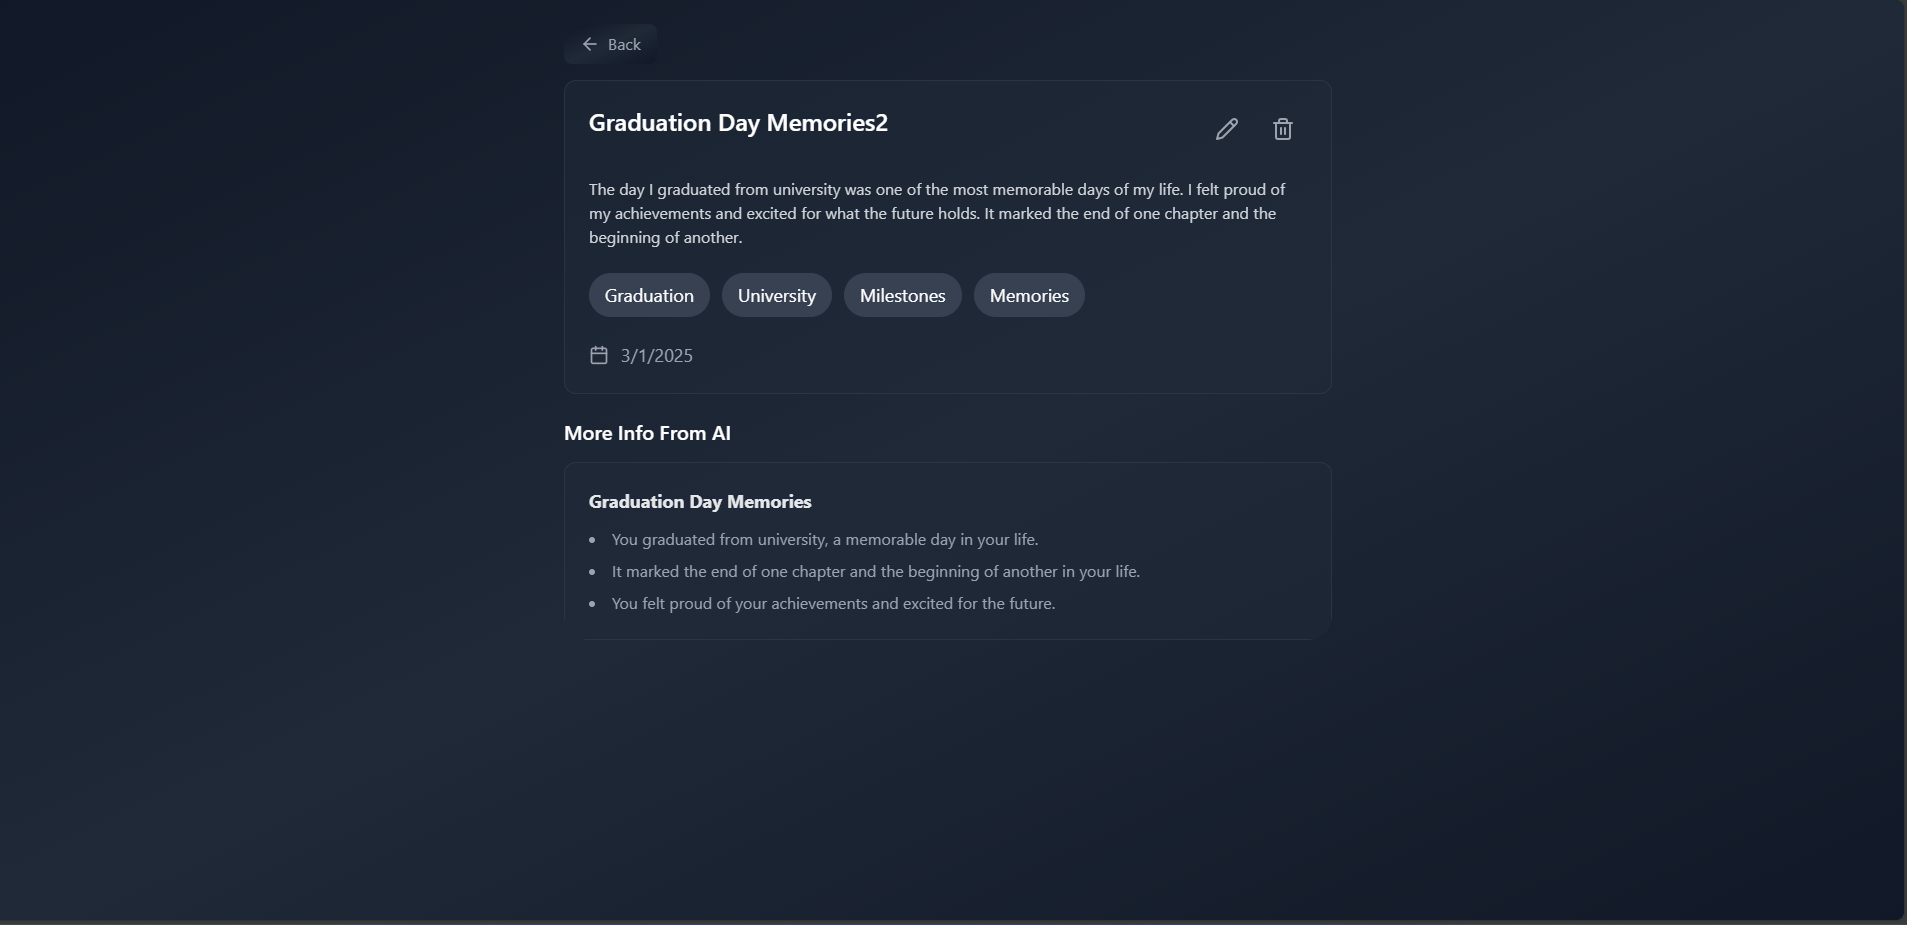 Back
Graduation Day Memories2
The day I graduated from university was one of the most memorable days of my life. I felt proud of
my achievements and excited for what the future holds. It marked the end of one chapter and the
beginning of another.
Graduation University Milestones Memories
3/1/2025
More Info From AI
Graduation Day Memories
• You graduated from university, a memorable day in your life.
• It marked the end of one chapter and the beginning of another in your life.
• You felt proud of your achievements and excited for the future.